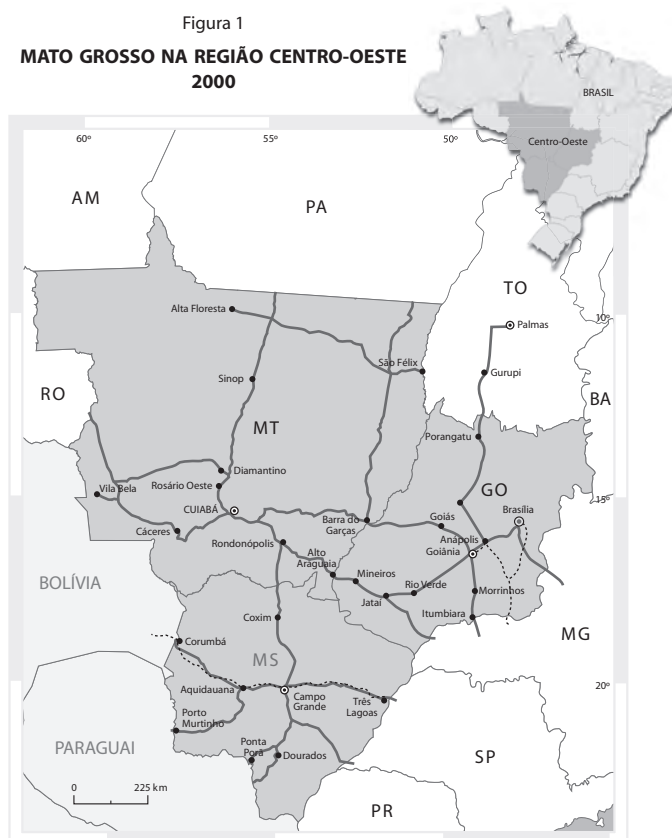 Figura 1
MATO GROSSO NA REGIÃO CENTRO-OESTE
2000
BRASIL
Centro-Oeste
60º
55º
50º
AM
PA
TO
Alta Floresta
Palmas
10º
São Félix
Sinop
Gurupi
RO
BA
MT
Porangatu
Diamantino
GO
Vila Bela
Rosário Oeste
15º
CUIABÁ
Brasília
Barra do
Garças
Goiás
Cáceres
Anápolis
Rondonópolis
Goiânia
Alto
Araguaia
Mineiros
BOLÍVIA
Rio Verde
Morrinhos
Jataí
Coxim
Itumbiara
MG
Corumbá
MS
Aquidauana
20º
Campo
Grande
Três
Lagoas
Porto
Murtinho
PARAGUAI
Ponta
Porã
Dourados
SP
0
225 km
PR